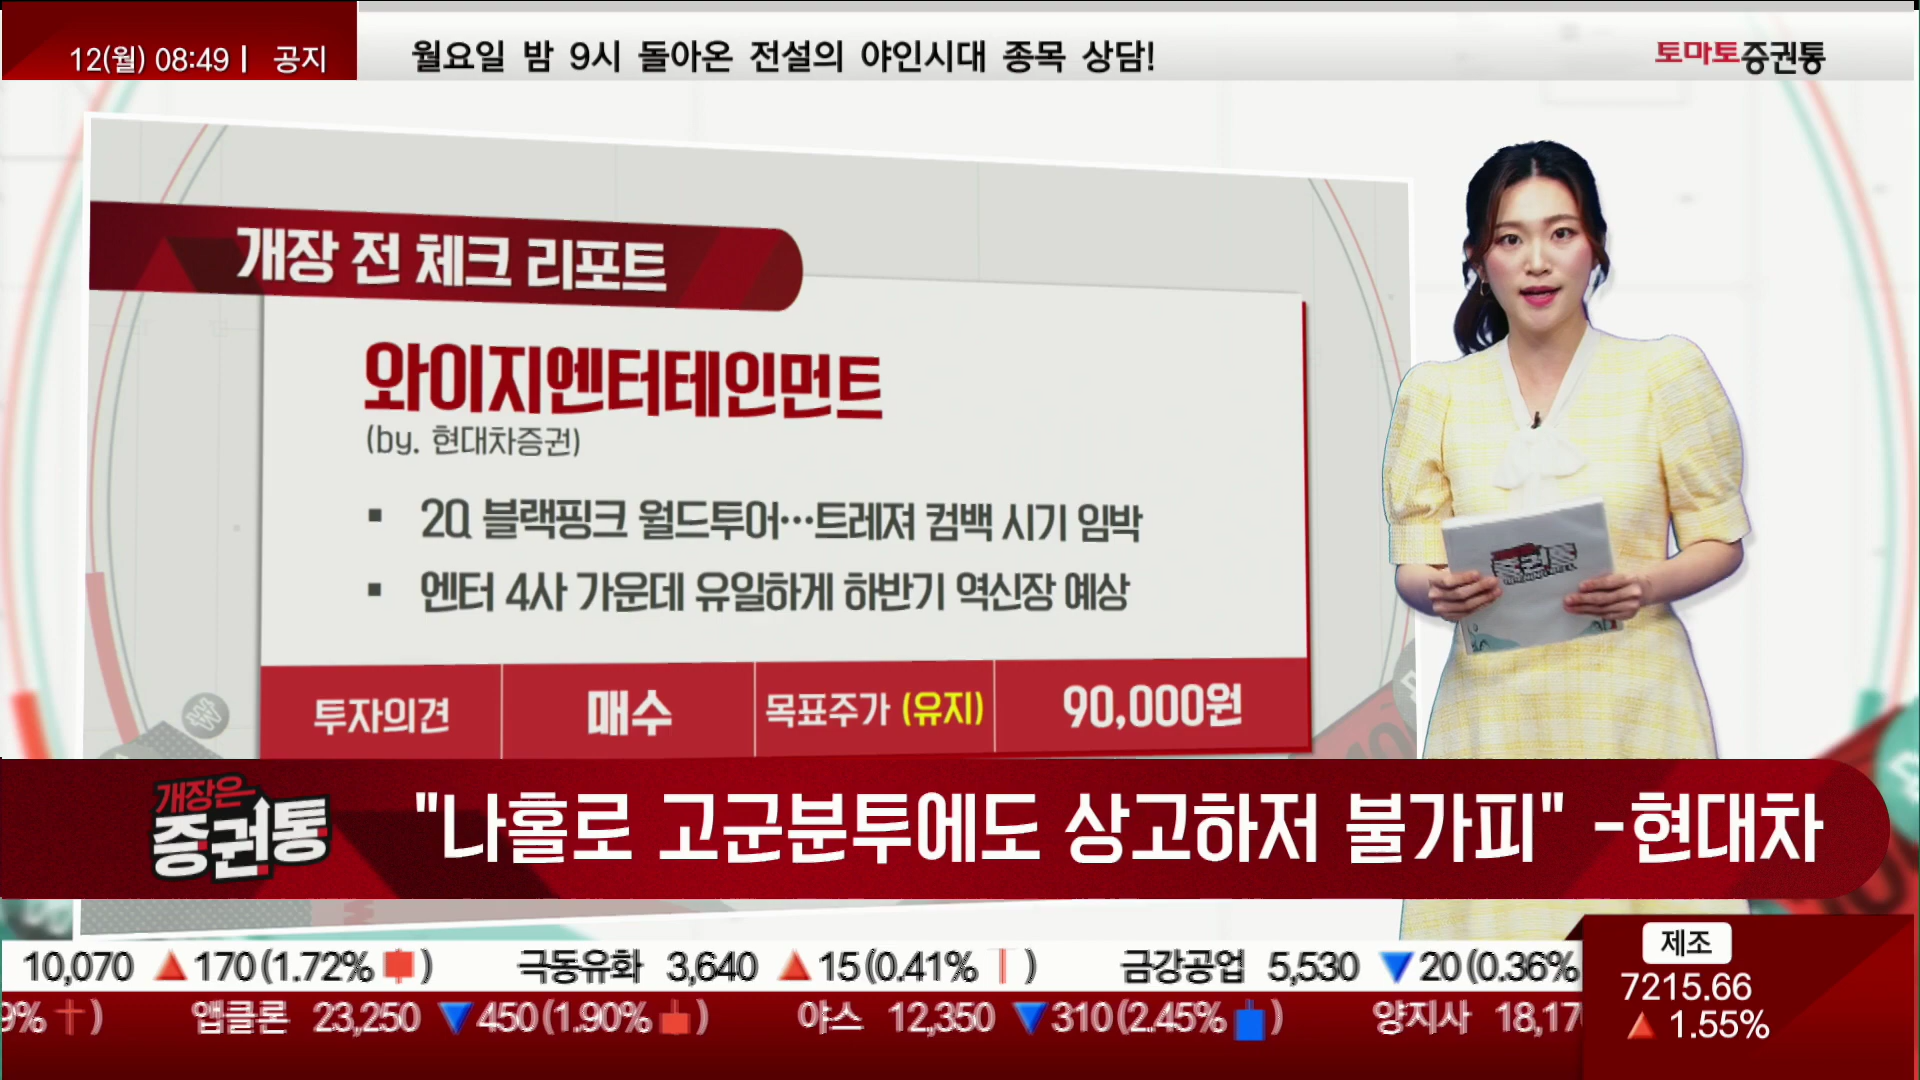 12(월) 08:49 | 공지
월요일 밤 9시 돌아온 전설의 야인시대 종목 상담!
토마토증권통
개장 전 체크 리포트
와이지엔터테인먼트
(by. 현대차증권)
▪ 2Q 블랙핑크 월드투어…트레져 컴백 시기 임박
▪ 엔터 4사 가운데 유일하게 하반기 역신장 예상
투자의견 매수 목표주가 (유지) 90,000원
개장은
증권통
"나홀로 고군분투에도 상고하저 불가피" -현대차
10,070 ▲170(1.72% ) 극동유화 3,640 ▲15(0.41% ) 금강공업 5,530 ▼20(0.36%
9% ) 앱클론 23,250 ▼450(1.90% ) 야스 12,350 ▼310(2.45% ) 양지사 18,17
제조
7215.66
▲ 1.55%